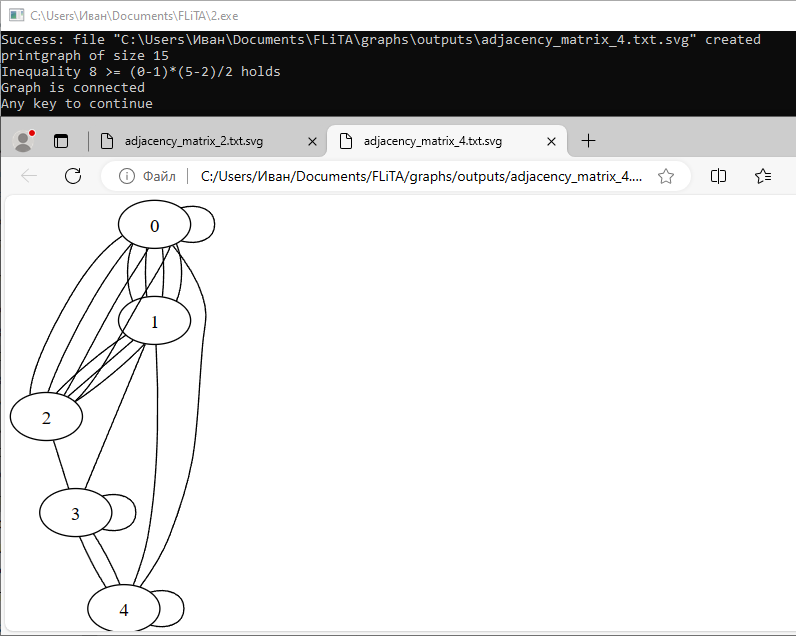 C:\Users\Иван\Documents\FLiTA\2.exe
Success: file "C:\Users\Иван\Documents\FLiTA\graphs\outputs\adjacency_matrix_4.txt.svg" created
printgraph of size 15
Inequality 8 >= (0-1)*(5-2)/2 holds
Graph is connected
Any key to continue
adjacency_matrix_2.txt.svg
adjacency_matrix_4.txt.svg
Файл
C:/Users/Иван/Documents/FLiTA/graphs/outputs/adjacency_matrix_4....
0
1
2
3
4